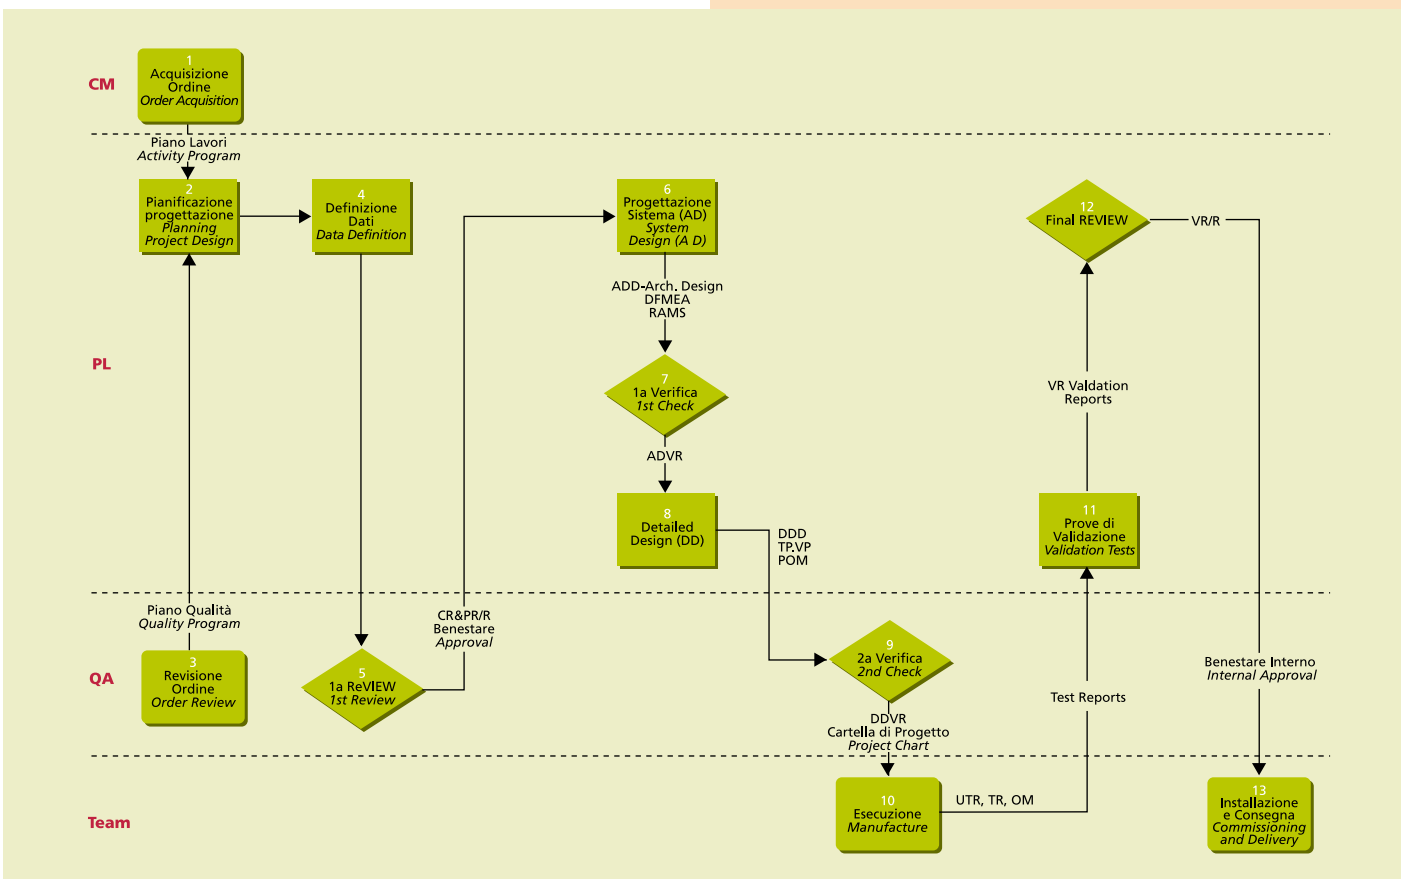 CM
1
Acquisizione
Ordine
Order Acquisition
Piano Lavori
Activity Program
PL
2
Pianificazione
progettazione
Planning
Project Design
4
Definizione
Dati
Data Definition
6
Progettazione
Sistema (AD)
System
Design (A D)
12
Final REVIEW
VR/R
ADD-Arch. Design
DFMEA
RAMS
7
1a Verifica
1st Check
VR Valdation
Reports
ADVR
8
Detailed
Design (DD)
DDD
TP.VP
POM
11
Prove di
Validazione
Validation Tests
QA
Piano Qualità
Quality Program
3
Revisione
Ordine
Order Review
5
1a ReVIEW
1st Review
CR&PR/R
Benestare
Approval
9
2a Verifica
2nd Check
Test Reports
Benestare Interno
Internal Approval
DDVR
Cartella di Progetto
Project Chart
Team
10
Esecuzione
Manufacture
UTR, TR, OM
13
Installazione
e Consegna
Commissioning
and Delivery